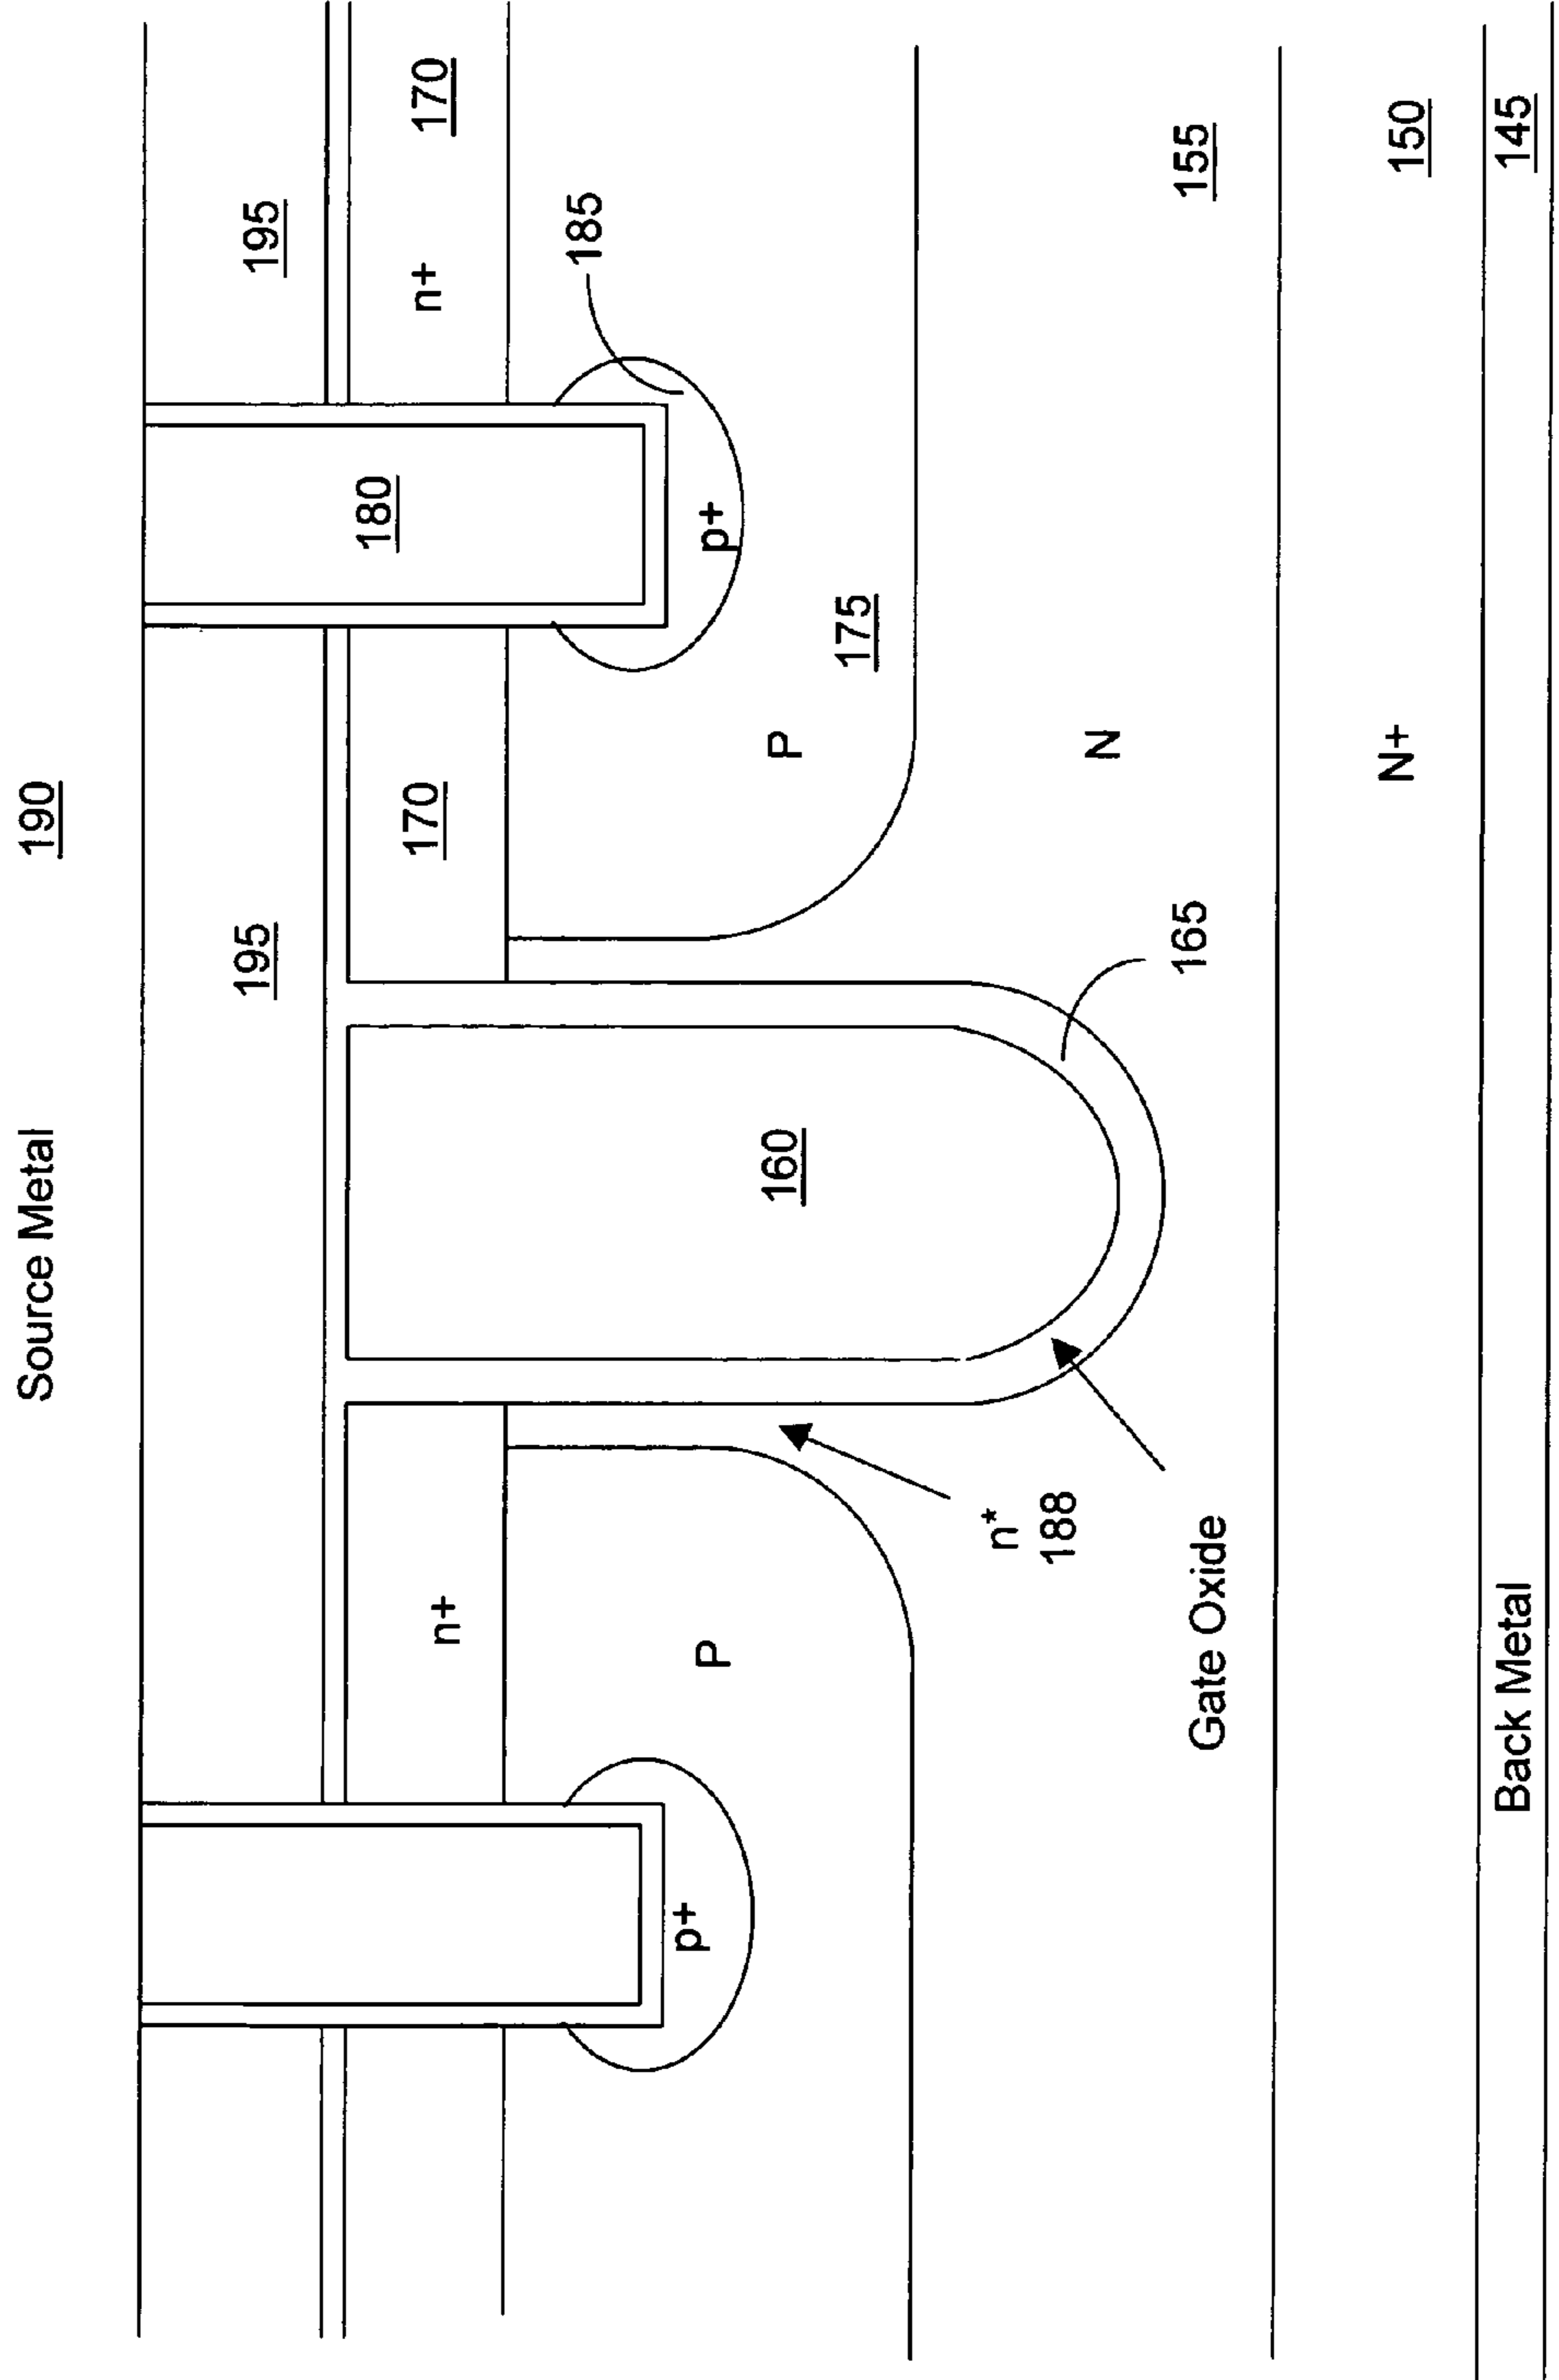 Source Metal
190
195
195
180
n+
170
n+
170
185
p+
P
p+
160
P
175
n*
188
N
Gate Oxide
165
155
N+
150
Back Metal
145